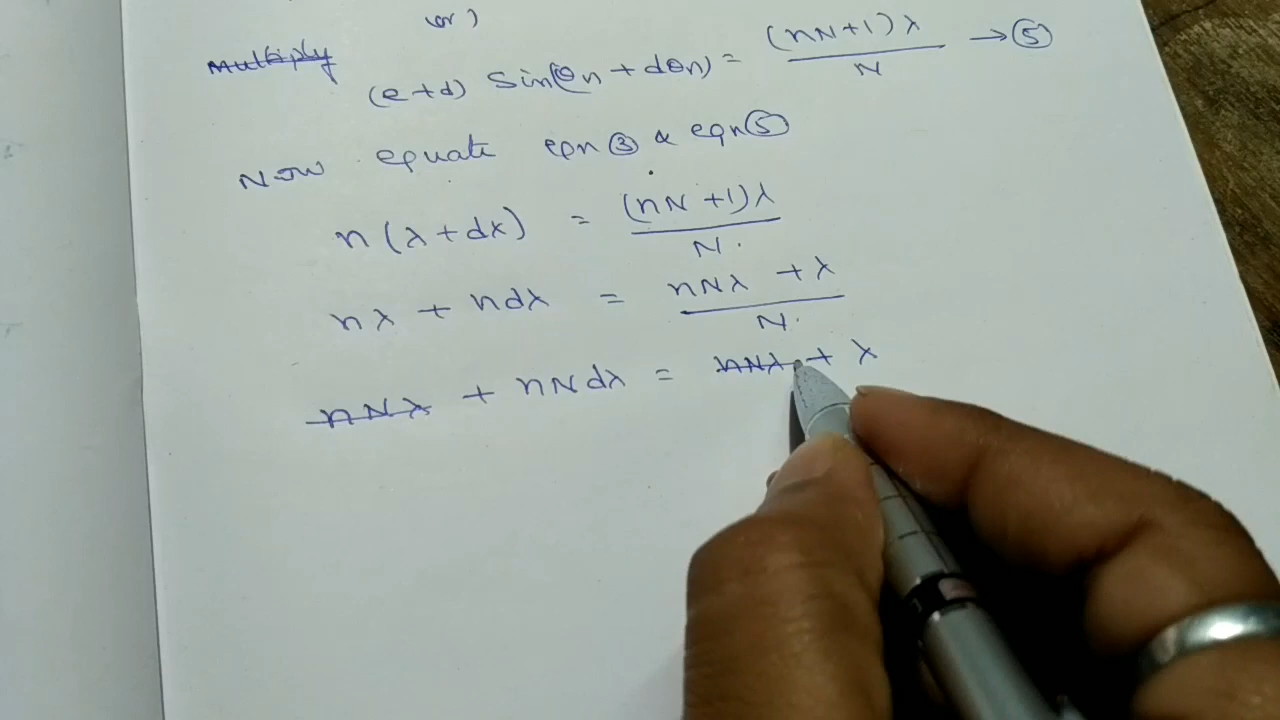 (or)
Multiply
(e+d) Sin(θn + dθn) = (nN+1)λ / N → ⑤
Now equate eqn ③ & eqn ⑤
n(λ+dλ) = (nN+1)λ / N.
nλ + ndλ = nNλ + λ / N.
nNλ + nNdλ = nNλ + λ